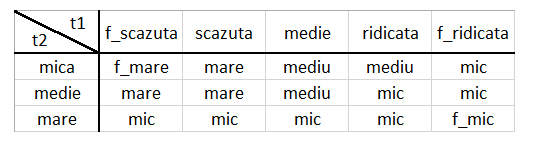 t1
t2 f_scazuta scazuta medie ridicata f_ridicata
mica f_mare mare mediu mediu mic
medie mare mare mediu mic mic
mare mic mic mic mic f_mic